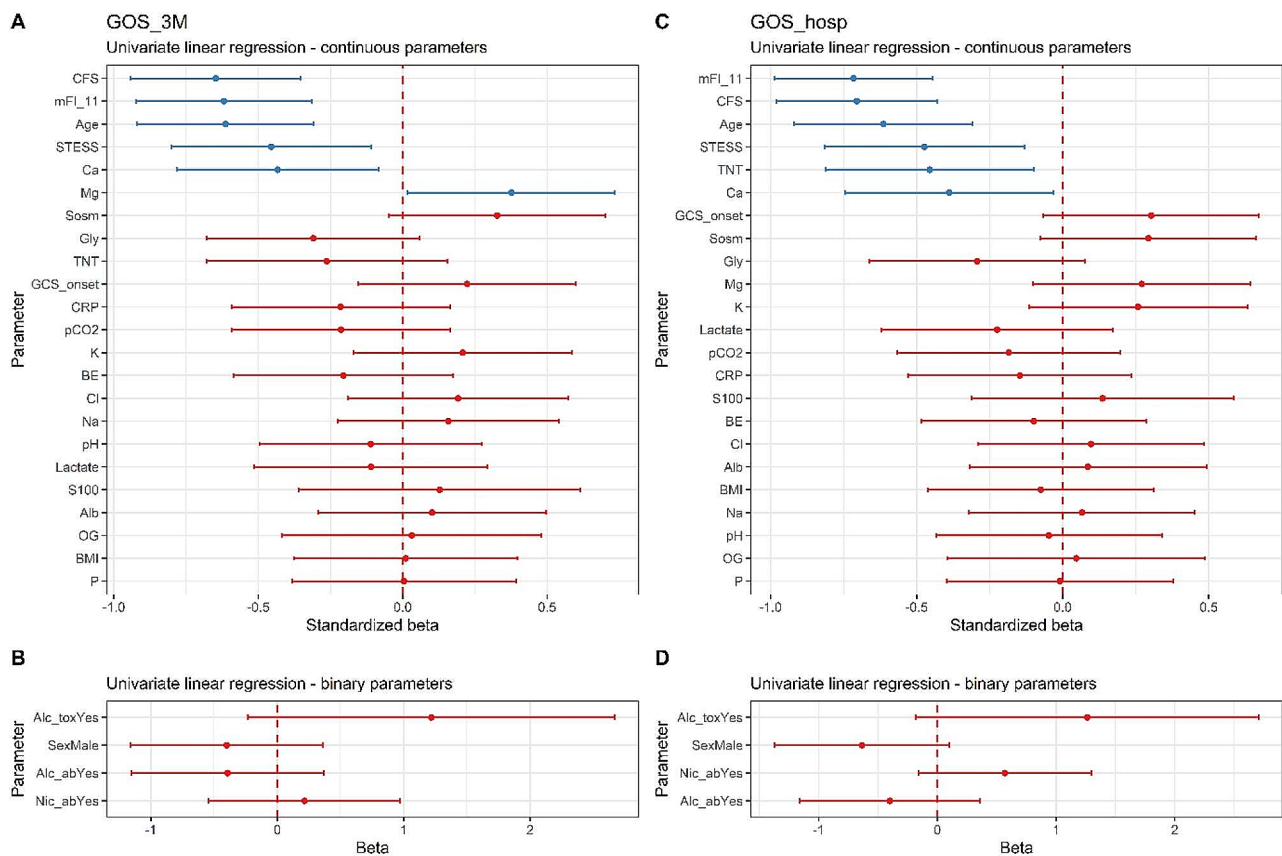 A
GOS_3M
Univariate linear regression - continuous parameters
Parameter
CFS
mFI_11
Age
STESS
Ca
Mg
Sosm
Gly
TNT
GCS_onset
CRP
pCO2
K
BE
Cl
Na
pH
Lactate
S100
Alb
OG
BMI
P
-1.0 -0.5 0.0 0.5
Standardized beta
B
Univariate linear regression - binary parameters
Parameter
Alc_toxYes
SexMale
Alc_abYes
Nic_abYes
-1 0 1 2
Beta
C
GOS_hosp
Univariate linear regression - continuous parameters
Parameter
mFI_11
CFS
Age
STESS
TNT
Ca
GCS_onset
Sosm
Gly
Mg
K
Lactate
pCO2
CRP
S100
BE
Cl
Alb
BMI
Na
pH
OG
P
-1.0 -0.5 0.0 0.5
Standardized beta
D
Univariate linear regression - binary parameters
Parameter
Alc_toxYes
SexMale
Nic_abYes
Alc_abYes
-1 0 1 2
Beta